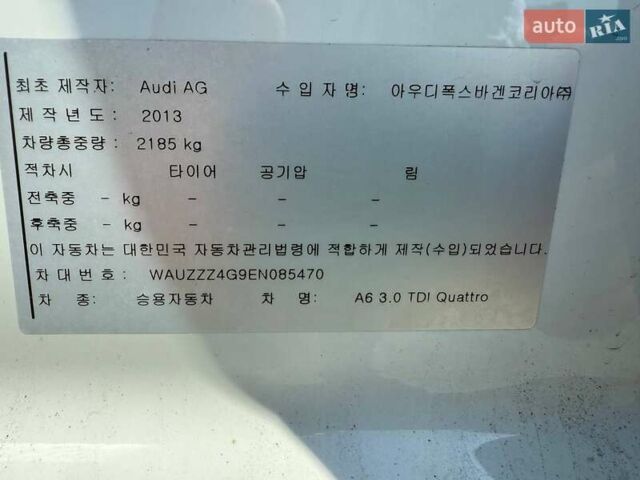 auto RIA .com
최초 제작자: Audi AG 수 입 자 명: 아우디폭스바겐코리아㈜
제 작 년 도 : 2013
차량총중량: 2185 kg
적차시 타이어 공기압 림
전축중 - kg - - -
후축중 - kg - - -
이 자동차는 대한민국 자동차관리법령에 적합하게 제작(수입)되었습니다.
차 대 번 호 : WAUZZZ4G9EN085470
차 종: 승용자동차 차 명: A6 3.0 TDI Quattro